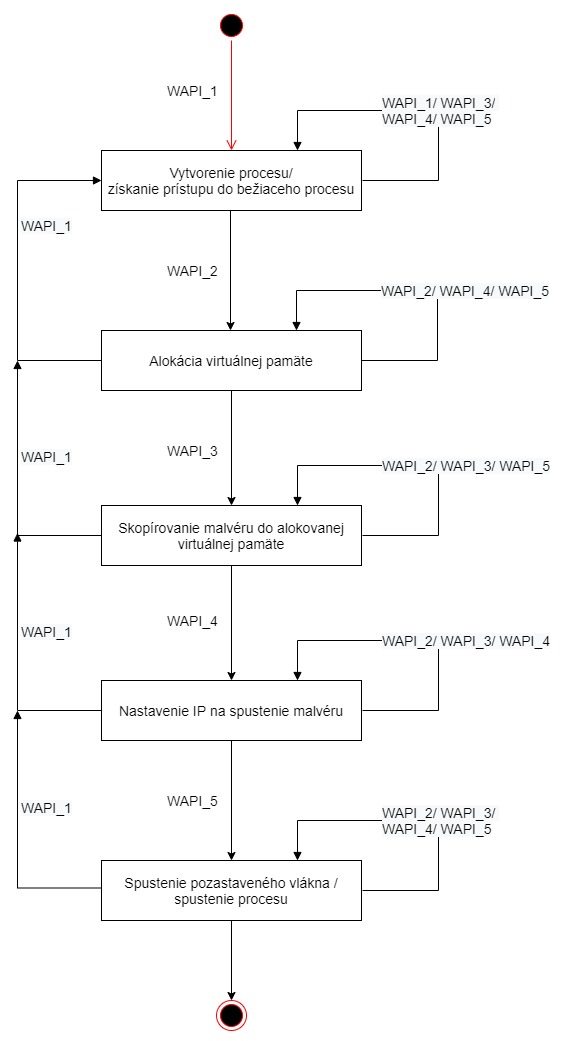 WAPI_1
WAPI_1/ WAPI_3/
WAPI_4/ WAPI_5
Vytvorenie procesu/
získanie prístupu do bežiaceho procesu
WAPI_1
WAPI_2
WAPI_2/ WAPI_4/ WAPI_5
Alokácia virtuálnej pamäte
WAPI_1
WAPI_3
WAPI_2/ WAPI_3/ WAPI_5
Skopírovanie malvéru do alokovanej
virtuálnej pamäte
WAPI_1
WAPI_4
WAPI_2/ WAPI_3/ WAPI_4
Nastavenie IP na spustenie malvéru
WAPI_1
WAPI_5
WAPI_2/ WAPI_3/
WAPI_4/ WAPI_5
Spustenie pozastaveného vlákna /
spustenie procesu